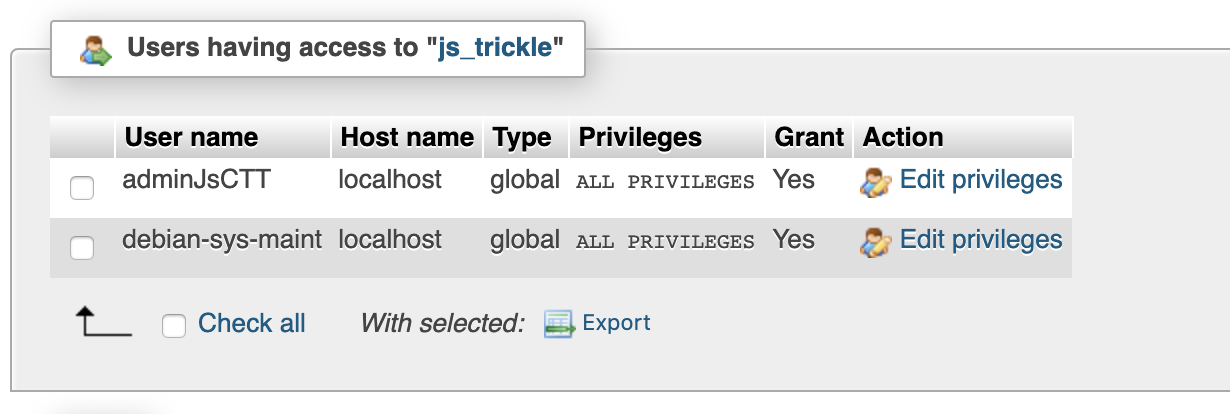 Users having access to "js_trickle"
User name Host name Type Privileges Grant Action
adminJsCTT localhost global ALL PRIVILEGES Yes Edit privileges
debian-sys-maint localhost global ALL PRIVILEGES Yes Edit privileges
Check all With selected: Export